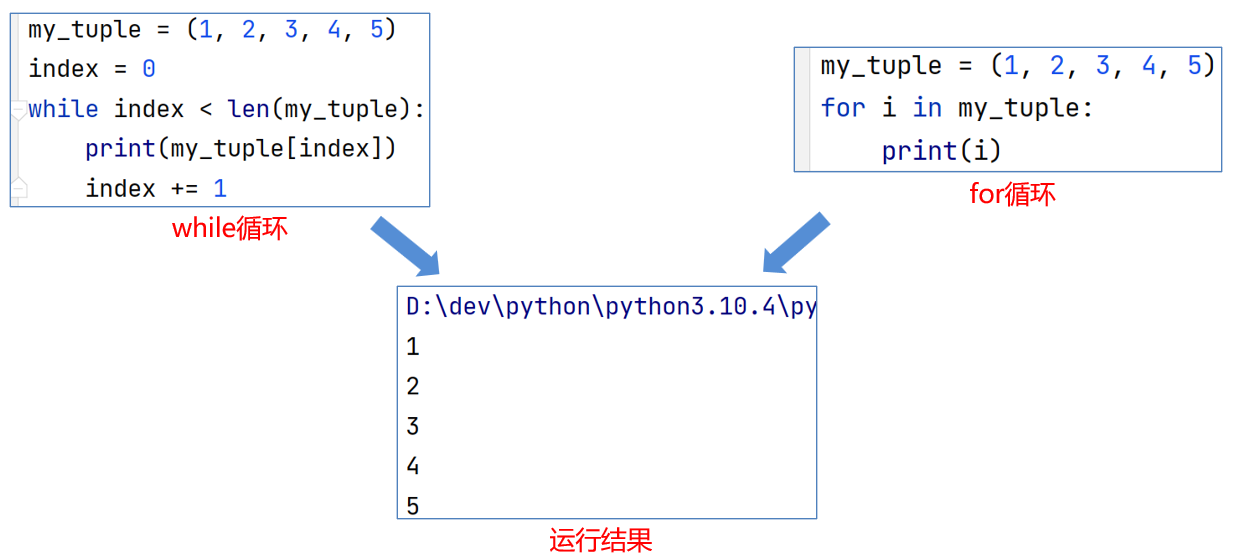 my_tuple = (1, 2, 3, 4, 5)
index = 0
while index < len(my_tuple):
    print(my_tuple[index])
    index += 1
while循环
my_tuple = (1, 2, 3, 4, 5)
for i in my_tuple:
    print(i)
for循环
D:\dev\python\python3.10.4\py
1
2
3
4
5
运行结果